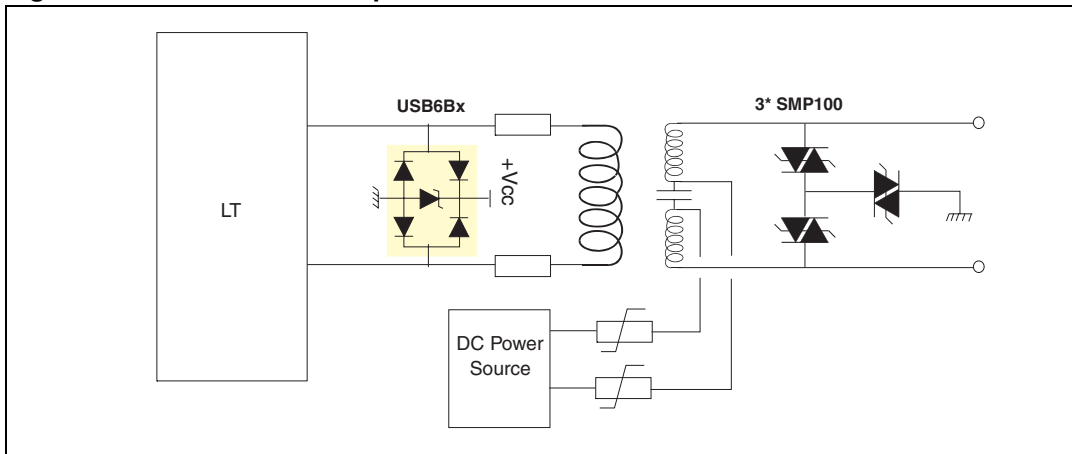 USB6Bx
3* SMP100
+Vcc
LT
DC Power
Source